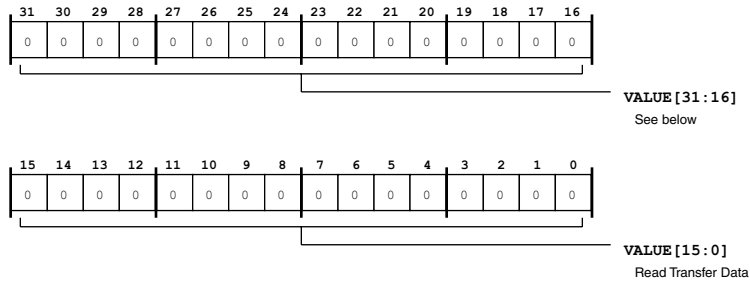 31 30 29 28 27 26 25 24 23 22 21 20 19 18 17 16
0 0 0 0 0 0 0 0 0 0 0 0 0 0 0 0
VALUE[31:16]
See below
15 14 13 12 11 10 9 8 7 6 5 4 3 2 1 0
0 0 0 0 0 0 0 0 0 0 0 0 0 0 0 0
VALUE[15:0]
Read Transfer Data